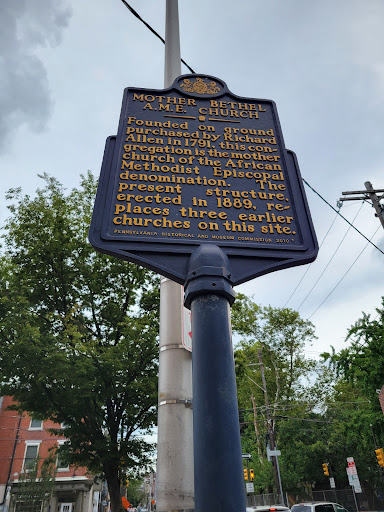 MOTHER BETHEL
A.M.E. CHURCH
Founded on ground
purchased by Richard
Allen in 1791, this con-
gregation is the mother
church of the African
Methodist Episcopal
denomination. The
present structure,
erected in 1889, re-
places three earlier
churches on this site.
PENNSYLVANIA HISTORICAL AND MUSEUM COMMISSION 2010